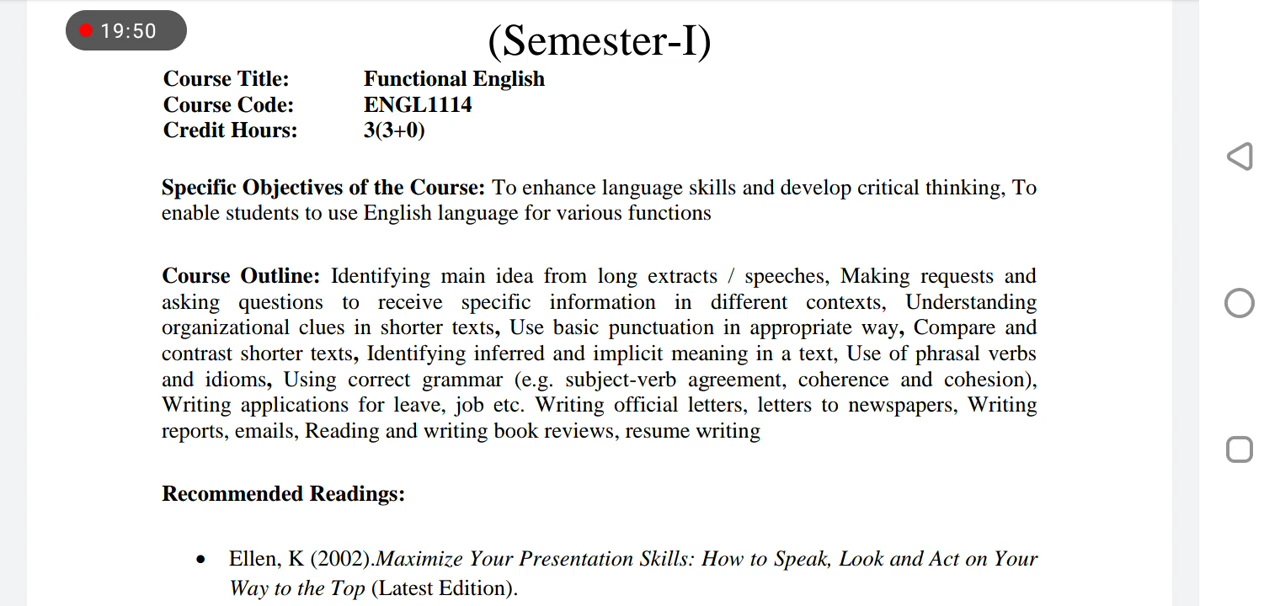 19:50
(Semester-I)
Course Title: Functional English
Course Code: ENGL1114
Credit Hours: 3(3+0)
Specific Objectives of the Course: To enhance language skills and develop critical thinking, To
enable students to use English language for various functions
Course Outline: Identifying main idea from long extracts / speeches, Making requests and
asking questions to receive specific information in different contexts, Understanding
organizational clues in shorter texts, Use basic punctuation in appropriate way, Compare and
contrast shorter texts, Identifying inferred and implicit meaning in a text, Use of phrasal verbs
and idioms, Using correct grammar (e.g. subject-verb agreement, coherence and cohesion),
Writing applications for leave, job etc. Writing official letters, letters to newspapers, Writing
reports, emails, Reading and writing book reviews, resume writing
Recommended Readings:
• Ellen, K (2002).Maximize Your Presentation Skills: How to Speak, Look and Act on Your
Way to the Top (Latest Edition).